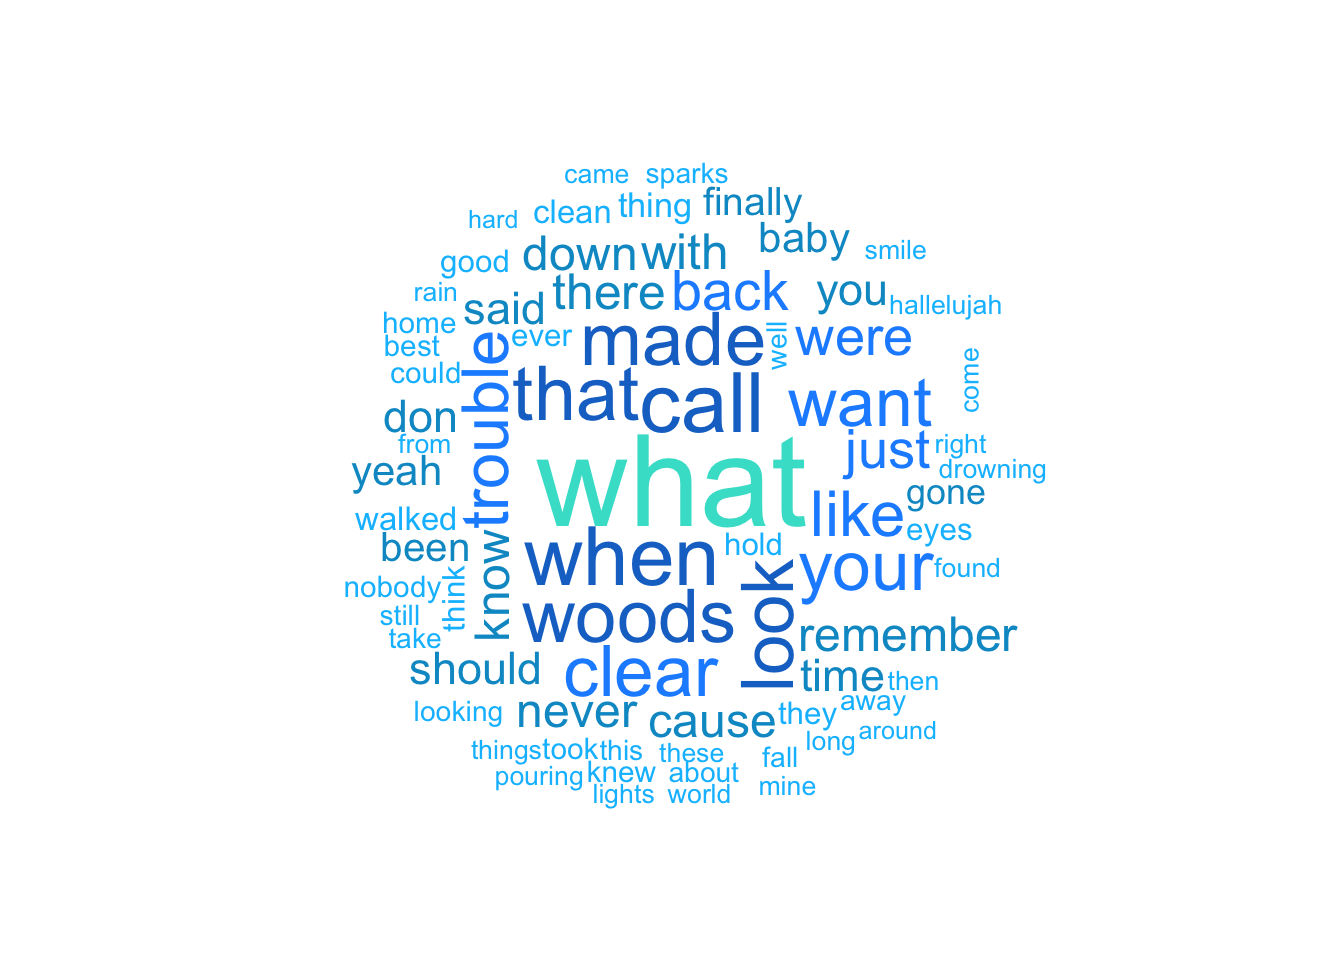 came sparks
hard clean thing finally
good down with baby smile
rain said there back you hallelujah
home ever made well were
best trouble
could that call want come
don
from just right
yeah what drowning
walked like gone
been when hold eyes
nobody think know look your found
still woods
take remember
should clear time then
looking never cause they away
long around
things took this these fall
pouring knew about mine
lights world